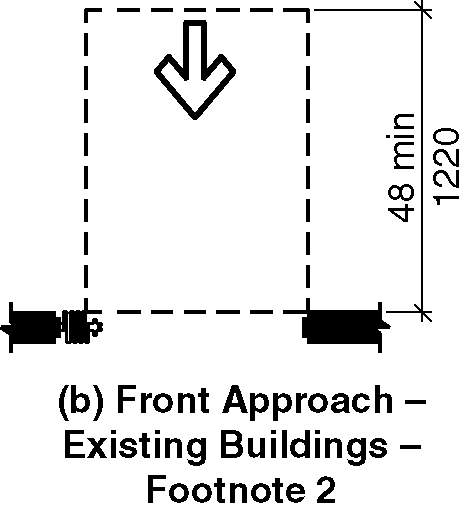 48 min
1220
(b) Front Approach –
Existing Buildings –
Footnote 2